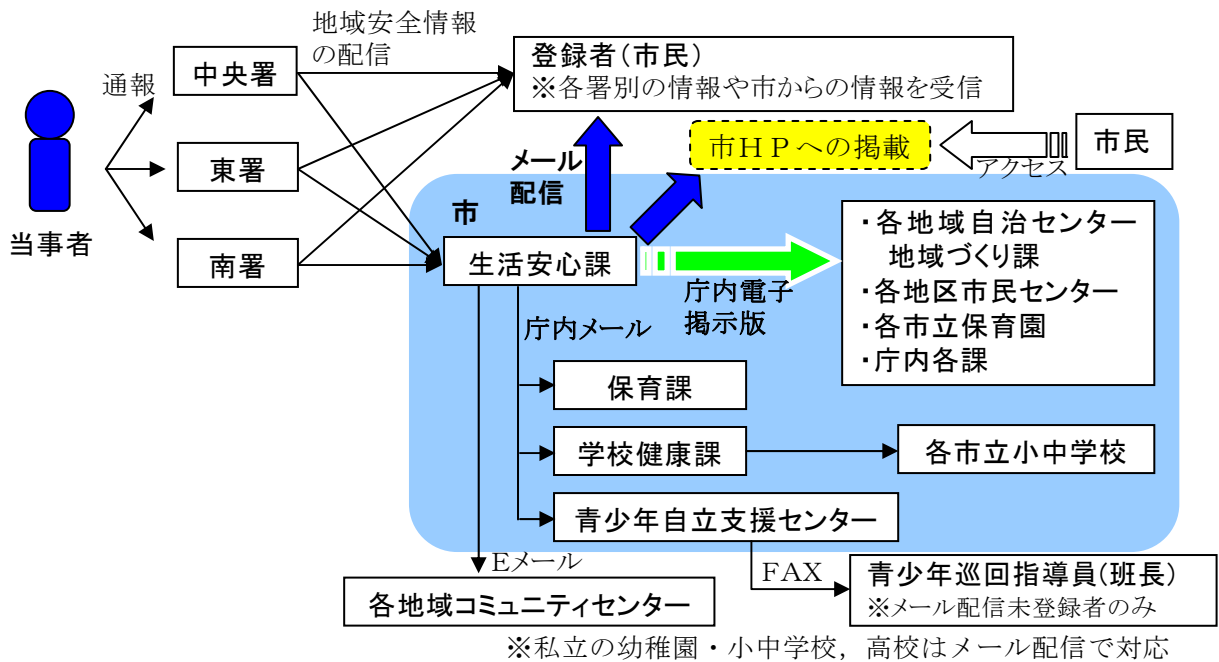 地域安全情報
の配信
通報
中央署
東署
南署
当事者
登録者（市民）
※各署別の情報や市からの情報を受信
市ＨＰへの掲載
アクセス
市民
メール
配信
市
生活安心課
庁内電子
掲示版
・各地域自治センター
地域づくり課
・各地区市民センター
・各市立保育園
・庁内各課
庁内メール
保育課
学校健康課
各市立小中学校
青少年自立支援センター
Eメール
各地域コミュニティセンター
FAX
青少年巡回指導員(班長)
※メール配信未登録者のみ
※私立の幼稚園・小中学校，高校はメール配信で対応